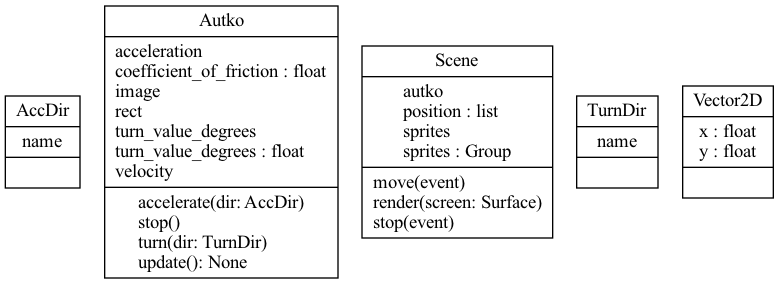 AccDir
name
Autko
acceleration
coefficient_of_friction : float
image
rect
turn_value_degrees
turn_value_degrees : float
velocity
accelerate(dir: AccDir)
stop()
turn(dir: TurnDir)
update(): None
Scene
autko
position : list
sprites
sprites : Group
move(event)
render(screen: Surface)
stop(event)
TurnDir
name
Vector2D
x : float
y : float